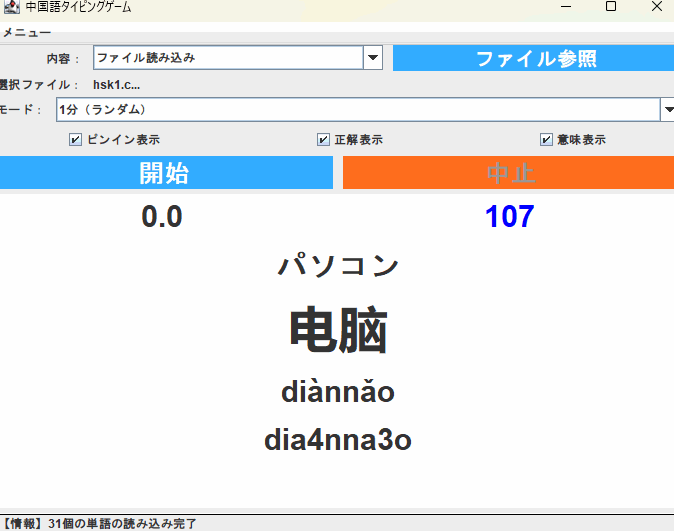 中国語タイピングゲーム
メニュー
内容： ファイル読み込み ファイル参照
選択ファイル： hsk1.c...
モード： 1分（ランダム）
ピンイン表示 正解表示 意味表示
開始 中止
0.0 107
パソコン
电脑
diànnǎo
dia4nna3o
【情報】31個の単語の読み込み完了